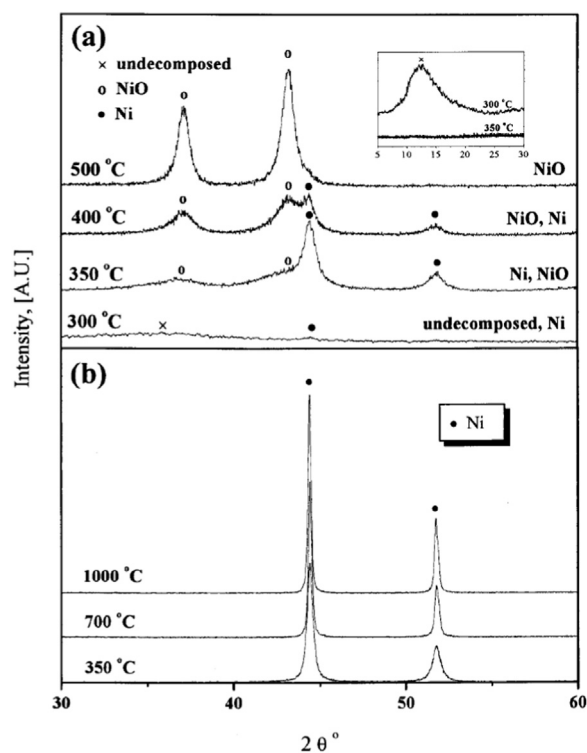 (a)
× undecomposed
o NiO
● Ni
o
o
×
300 °C
350 °C
5 10 15 20 25 30
500 °C
NiO
o
o
●
●
400 °C
NiO, Ni
o
o
●
●
350 °C
Ni, NiO
300 °C
×
●
undecomposed, Ni
Intensity, [A.U.]
(b)
●
● Ni
●
1000 °C
700 °C
350 °C
30 40 50 60
2 θ °